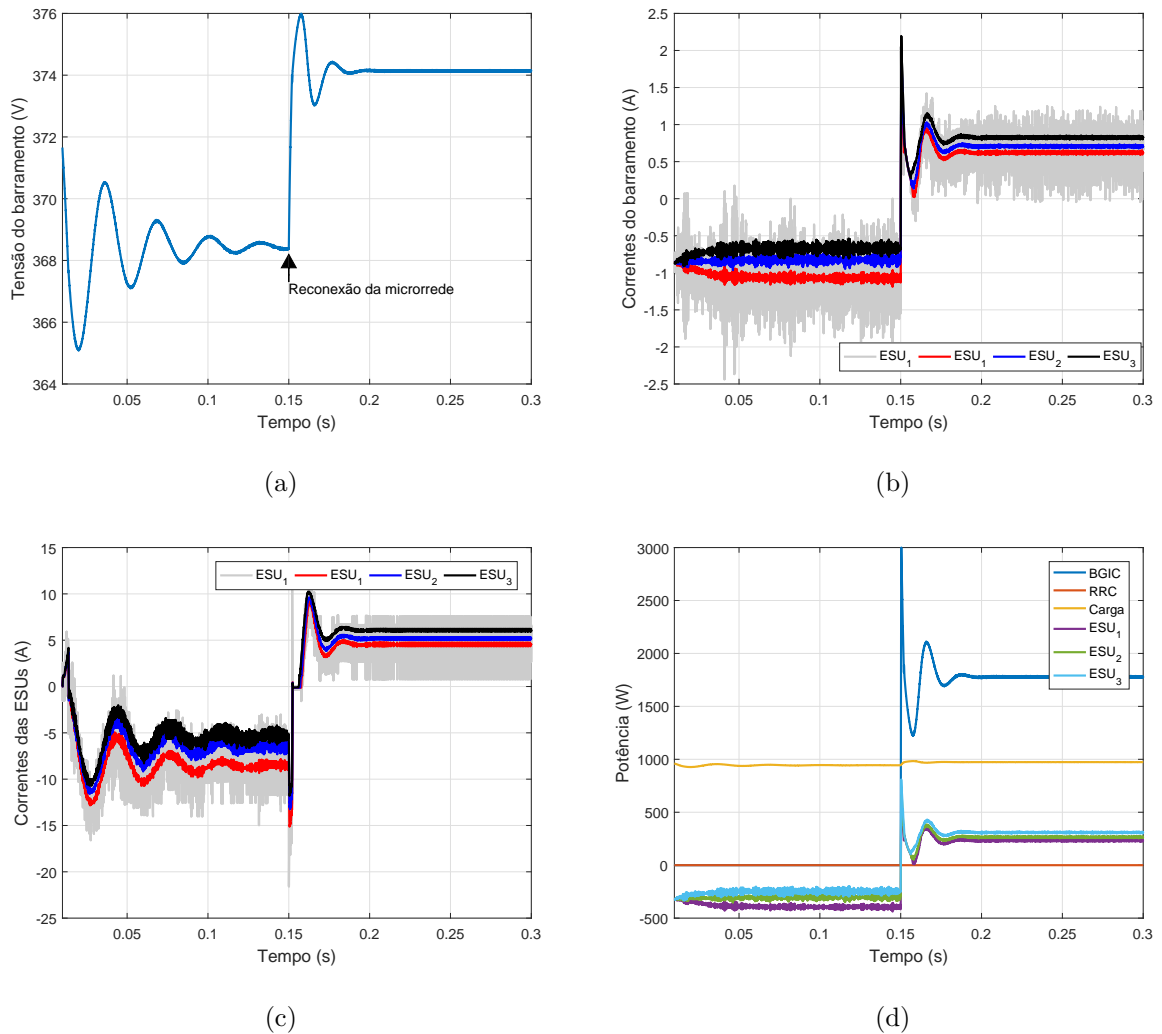 376
374
372
370
368
366
364
Tensão do barramento (V)
Reconexão da microrrede
0.05 0.1 0.15 0.2 0.25 0.3
Tempo (s)
(a)
2.5
2
1.5
1
0.5
0
-0.5
-1
-1.5
-2
-2.5
Correntes do barramento (A)
ESU1 ESU1 ESU2 ESU3
0.05 0.1 0.15 0.2 0.25 0.3
Tempo (s)
(b)
15
10
5
0
-5
-10
-15
-20
-25
Correntes das ESUs (A)
ESU1 ESU1 ESU2 ESU3
0.05 0.1 0.15 0.2 0.25 0.3
Tempo (s)
(c)
3000
2500
2000
1500
1000
500
0
-500
Potência (W)
BGIC
RRC
Carga
ESU1
ESU2
ESU3
0.05 0.1 0.15 0.2 0.25 0.3
Tempo (s)
(d)